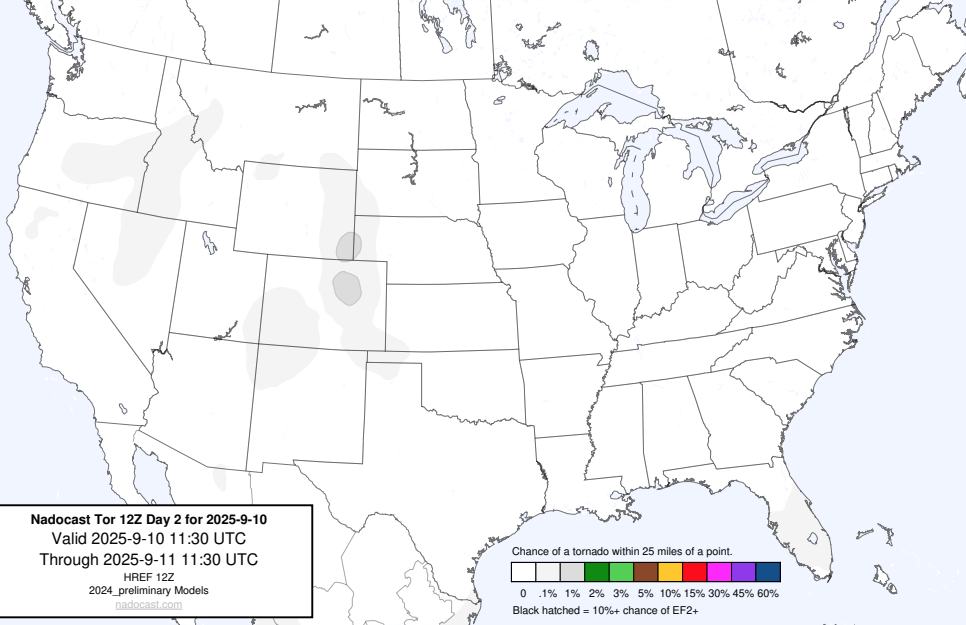 Nadocast Tor 12Z Day 2 for 2025-9-10
Valid 2025-9-10 11:30 UTC
Through 2025-9-11 11:30 UTC
HREF 12Z
2024_preliminary Models
nadocast.com
Chance of a tornado within 25 miles of a point.
0 .1% 1% 2% 3% 5% 10% 15% 30% 45% 60%
Black hatched = 10%+ chance of EF2+